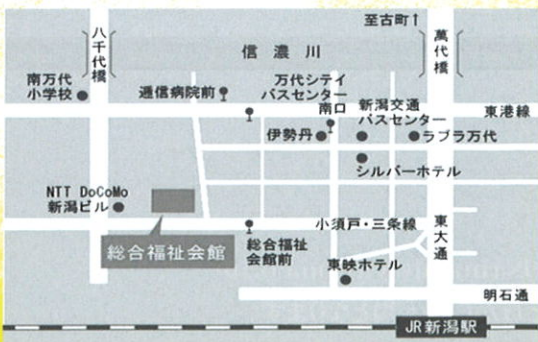 至古町↑
八千代橋
信濃川
萬代橋
南万代
小学校
逓信病院前
万代シテイ
バスセンター
南口
新潟交通
バスセンター
東港線
伊勢丹
ラブラ万代
シルバーホテル
NTT DoCoMo
新潟ビル
総合福祉会館
総合福祉
会館前
小須戸・三条線
東大通
東映ホテル
明石通
JR新潟駅